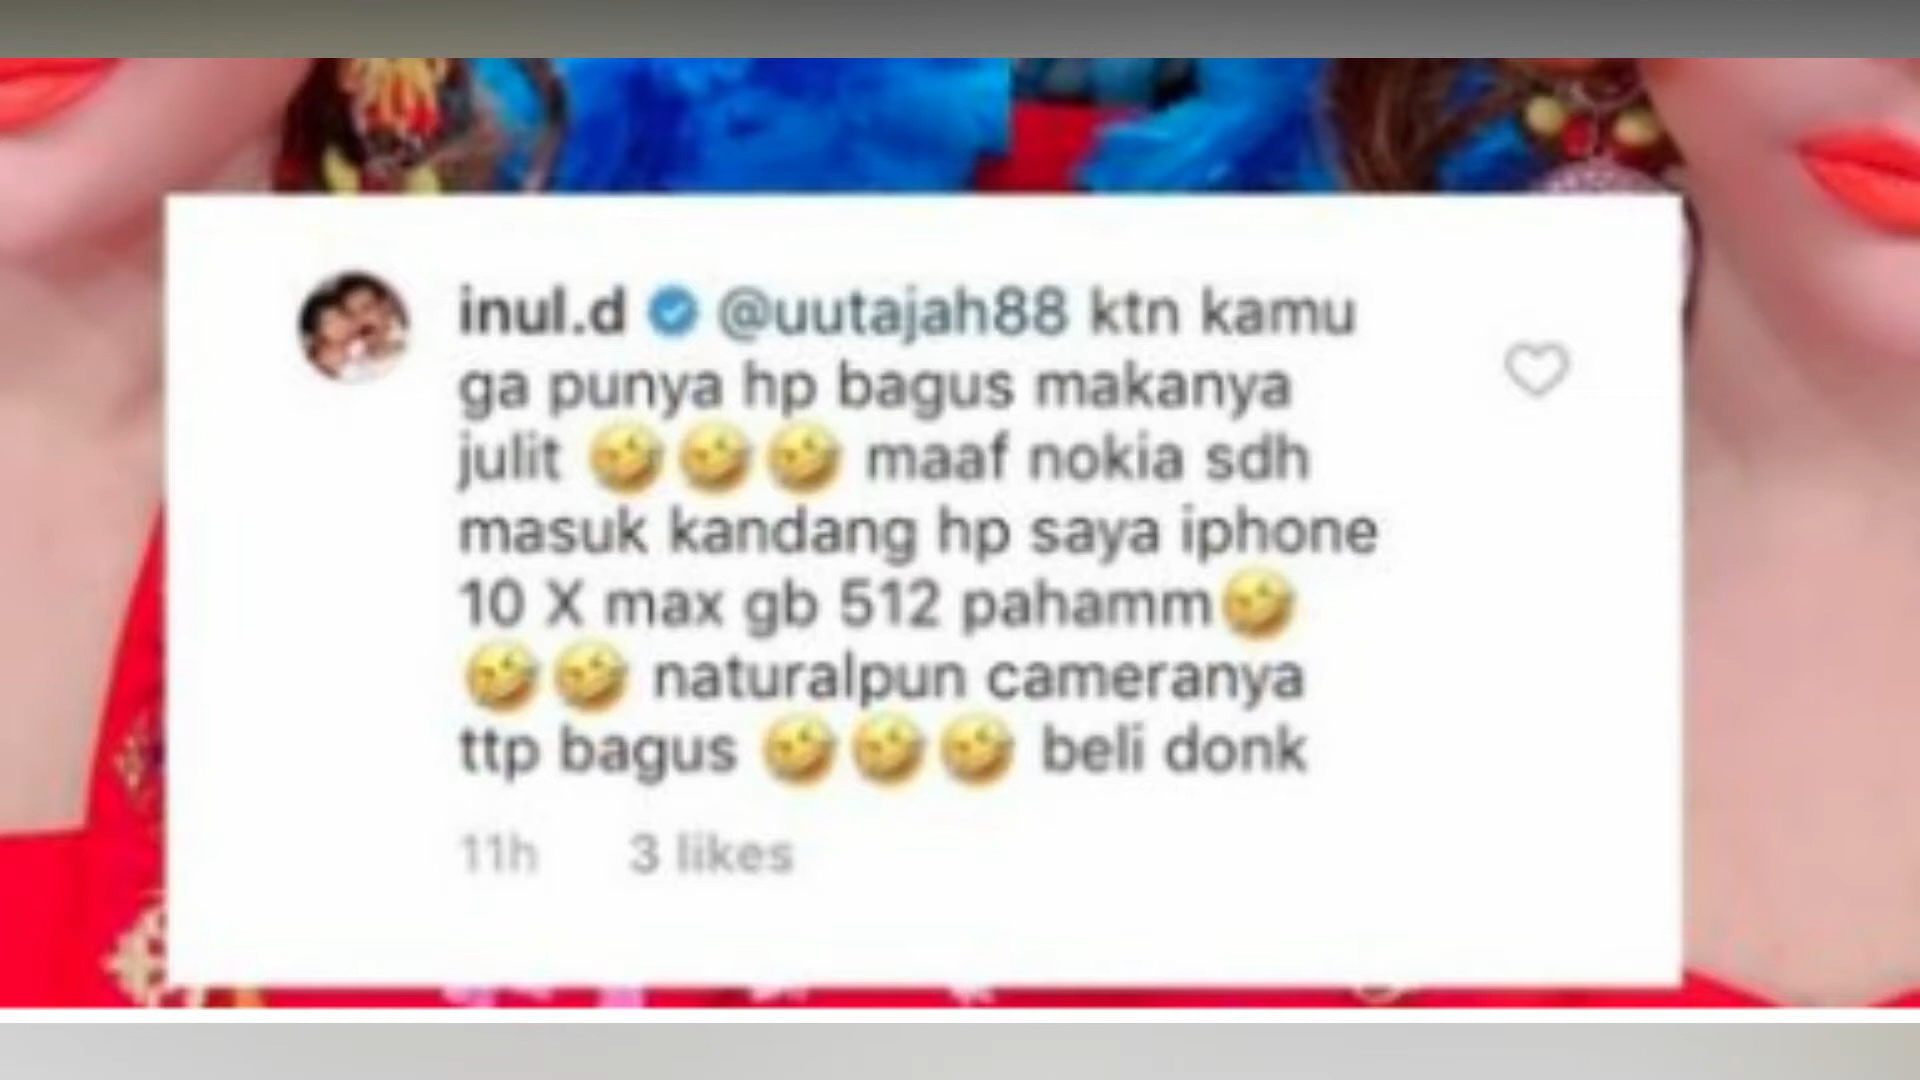 inul.d @uutajah88 ktn kamu
ga punya hp bagus makanya
julit 🤣🤣🤣 maaf nokia sdh
masuk kandang hp saya iphone
10 X max gb 512 pahamm🤣
🤣🤣 naturalpun cameranya
ttp bagus 🤣🤣🤣 beli donk
11h 3 likes